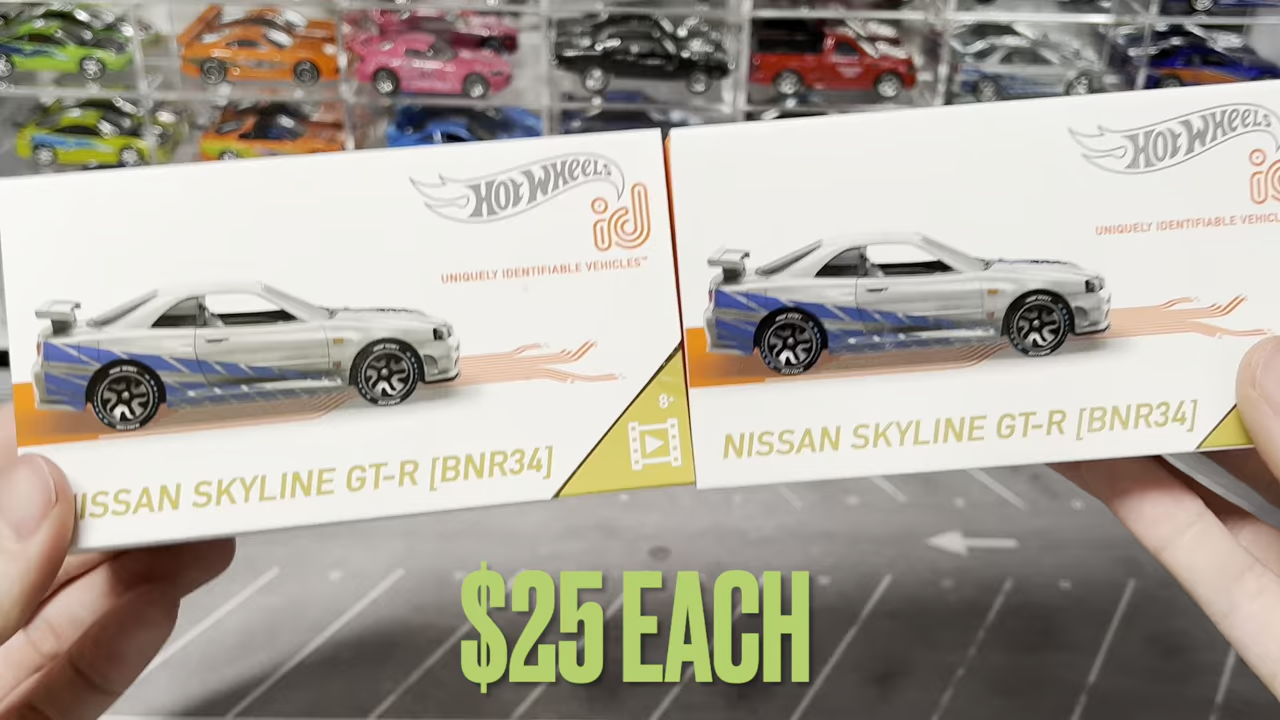 HOT WHEELS
id
UNIQUELY IDENTIFIABLE VEHICLES™
8+
ISSAN SKYLINE GT-R [BNR34]
HOT WHEELS
id
UNIQUELY IDENTIFIABLE VEHICL
NISSAN SKYLINE GT-R [BNR34]
$25 EACH